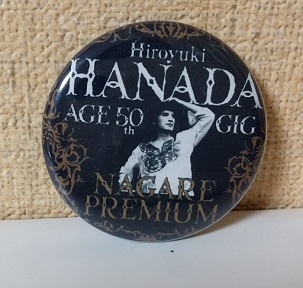 Hiroyuki
HANADA
AGE 50th GIG
NAGARE
PREMIUM